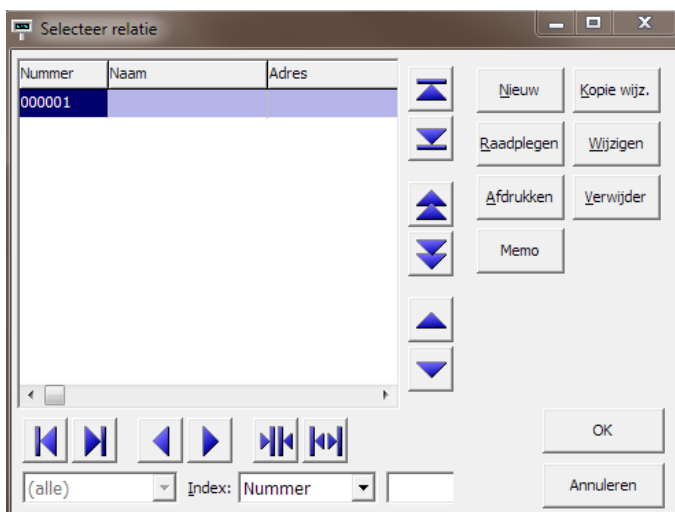 Selecteer relatie
Nummer Naam Adres
000001
Nieuw Kopie wijz.
Raadplegen Wijzigen
Afdrukken Verwijder
Memo
OK
(alle) Index: Nummer
Annuleren